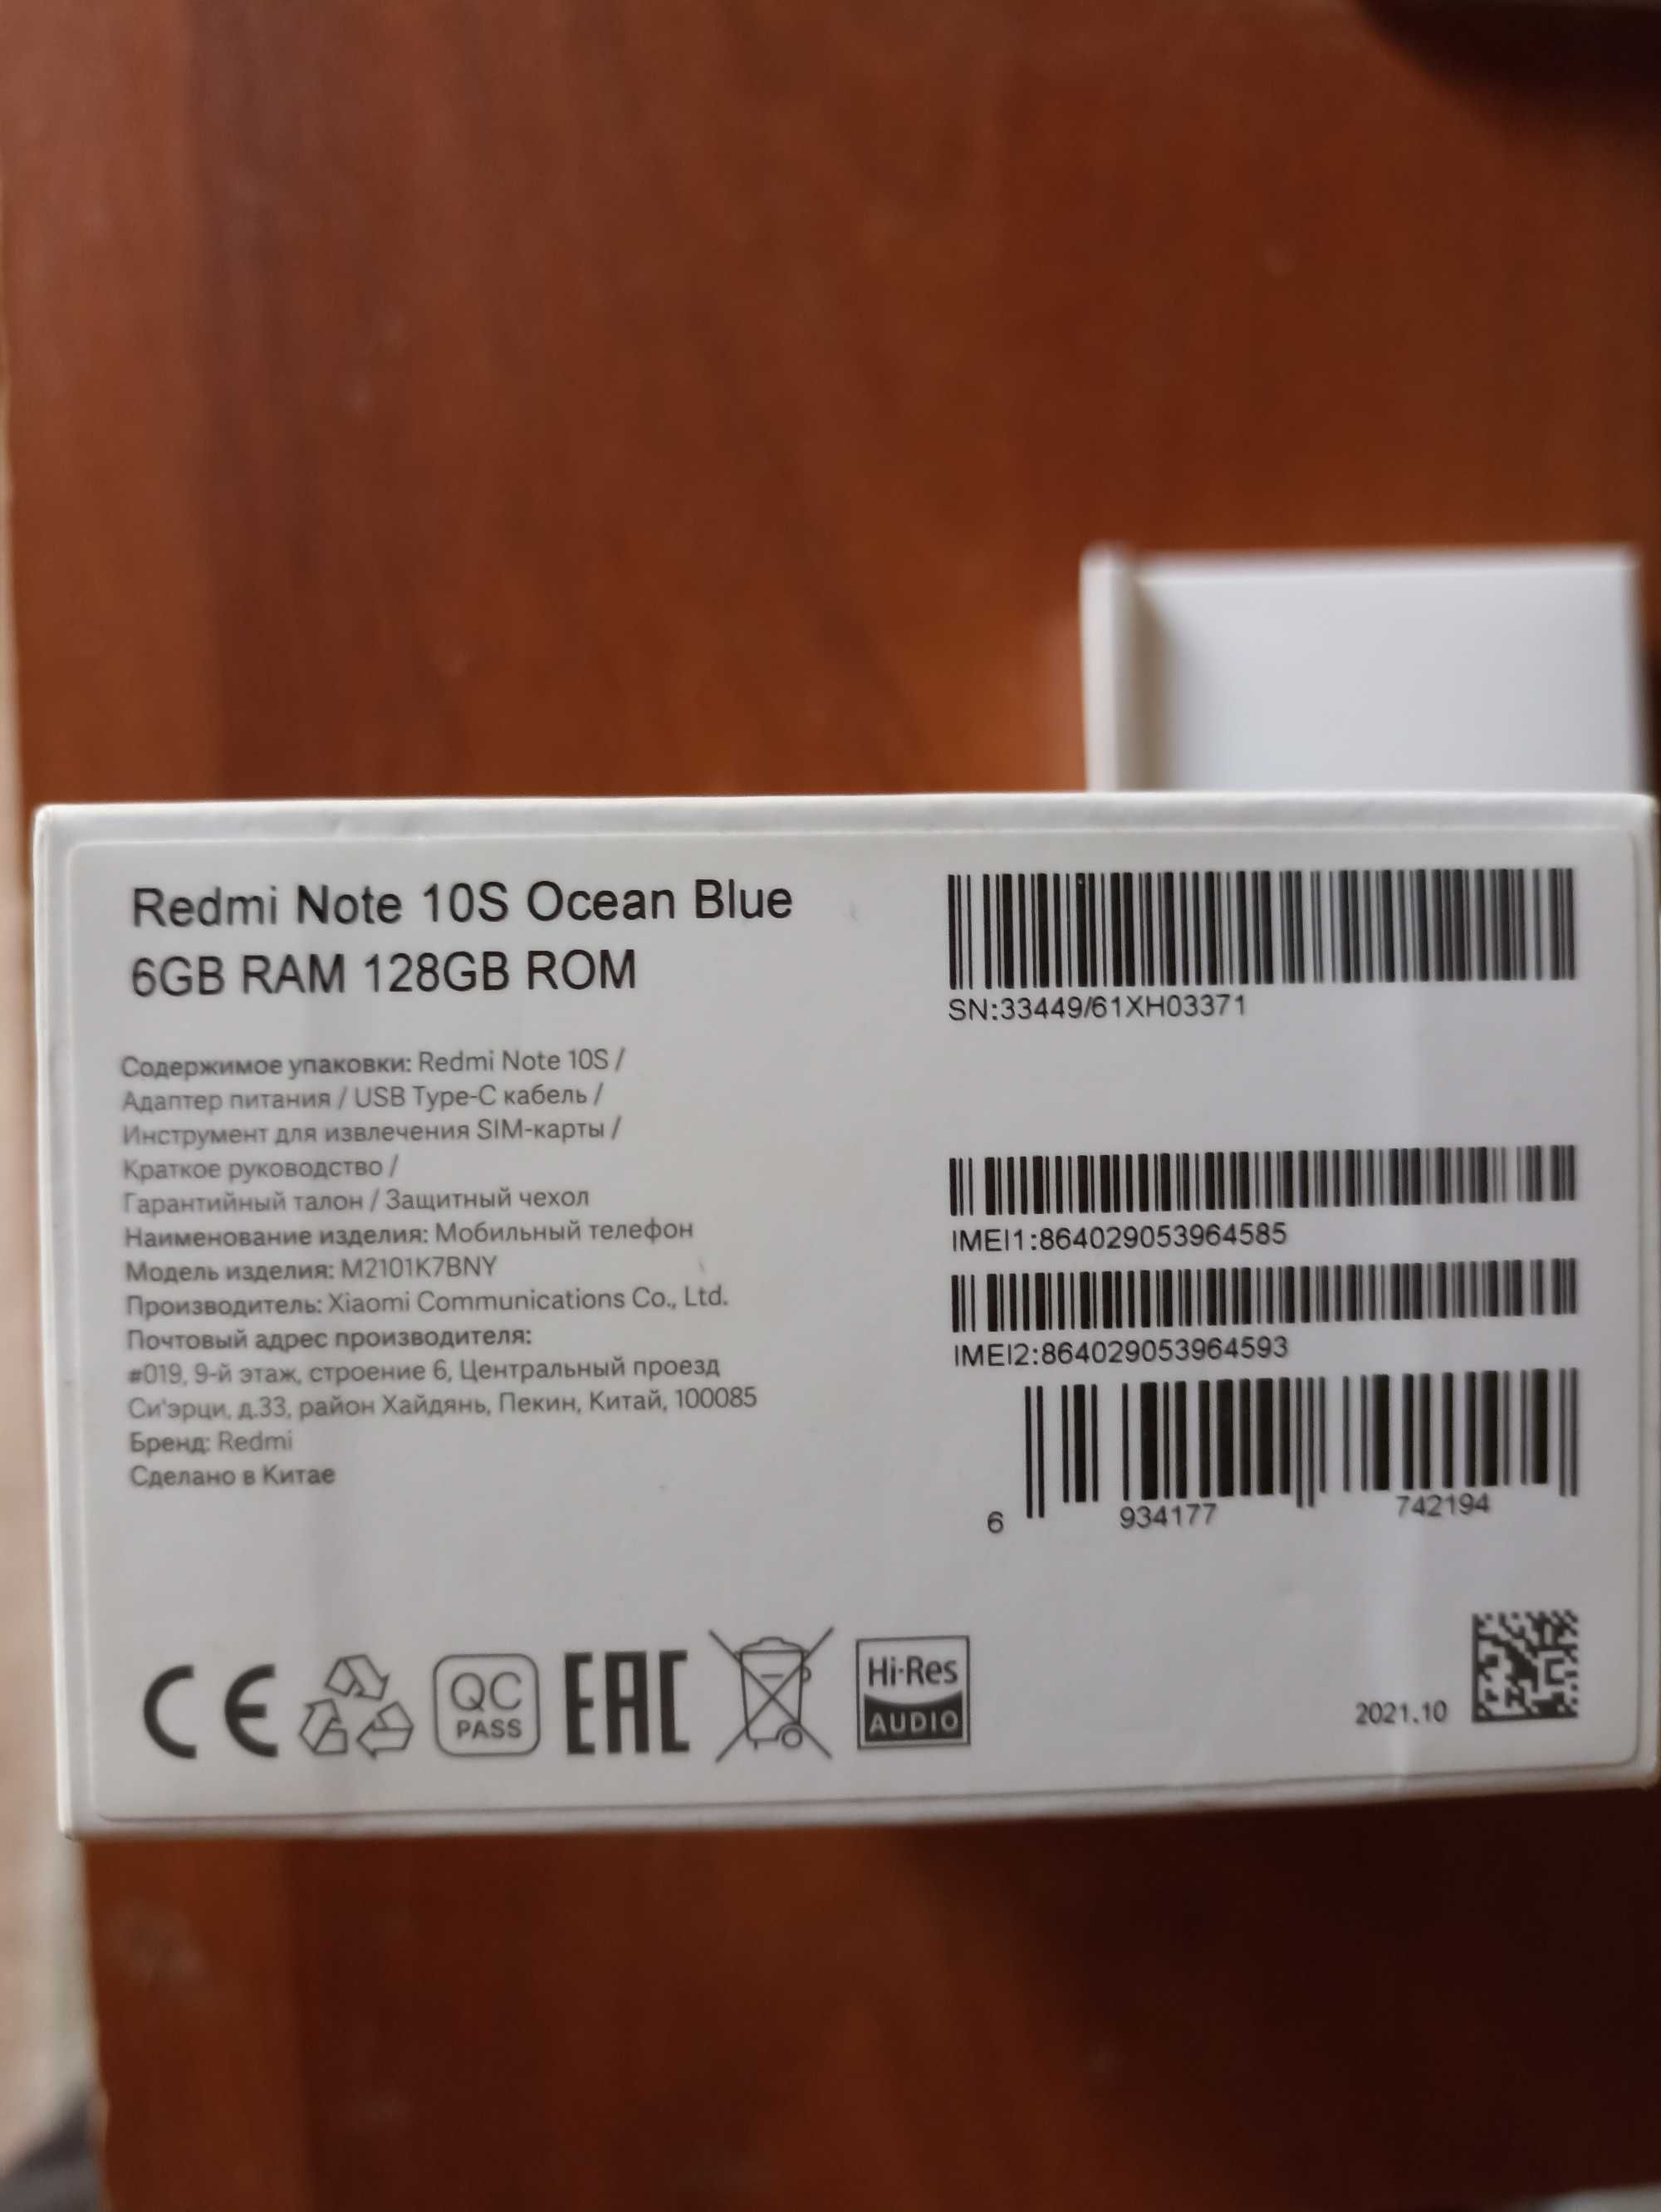 Redmi Note 10S Ocean Blue
6GB RAM 128GB ROM
Содержимое упаковки: Redmi Note 10S /
Адаптер питания / USB Type-C кабель /
Инструмент для извлечения SIM-карты /
Краткое руководство /
Гарантийный талон / Защитный чехол
Наименование изделия: Мобильный телефон
Модель изделия: M2101K7BNY
Производитель: Xiaomi Communications Co., Ltd.
Почтовый адрес производителя:
#019, 9-й этаж, строение 6, Центральный проезд
Си'эрци, д.33, район Хайдянь, Пекин, Китай, 100085
Бренд: Redmi
Сделано в Китае
SN:33449/61XH03371
IMEI1:864029053964585
IMEI2:864029053964593
6 934177 742194
CE
QC
PASS
EAC
Hi-Res
AUDIO
2021.10